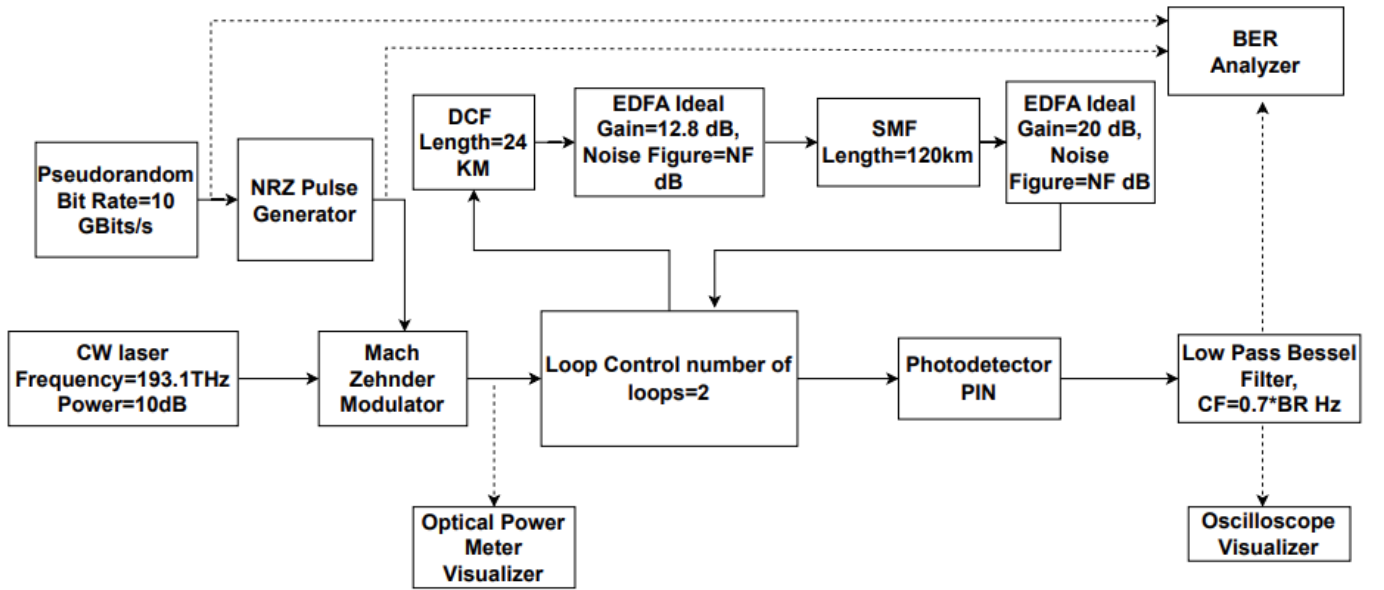 BER
Analyzer
DCF
Length=24
KM
EDFA Ideal
Gain=12.8 dB,
Noise Figure=NF
dB
SMF
Length=120km
EDFA Ideal
Gain=20 dB,
Noise
Figure=NF dB
Pseudorandom
Bit Rate=10
GBits/s
NRZ Pulse
Generator
CW laser
Frequency=193.1THz
Power=10dB
Mach
Zehnder
Modulator
Loop Control number of
loops=2
Photodetector
PIN
Low Pass Bessel
Filter,
CF=0.7*BR Hz
Optical Power
Meter
Visualizer
Oscilloscope
Visualizer